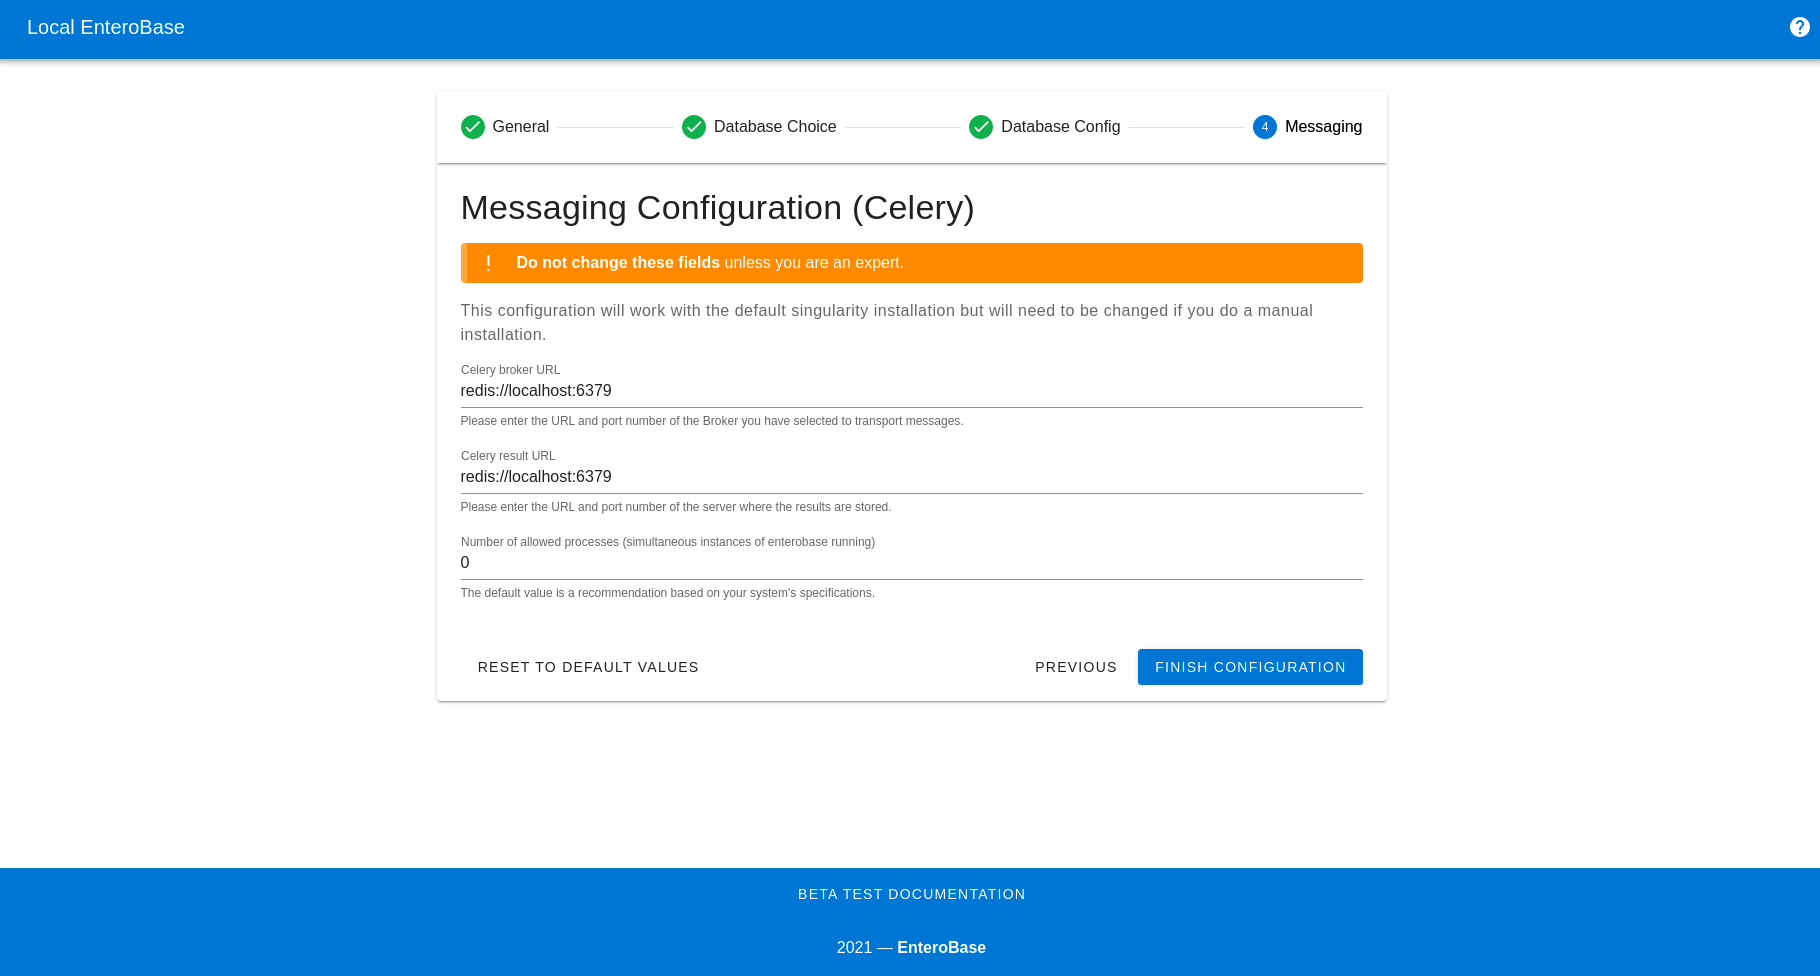 Local EnteroBase
General
Database Choice
Database Config
4
Messaging
Messaging Configuration (Celery)
Do not change these fields unless you are an expert.
This configuration will work with the default singularity installation but will need to be changed if you do a manual
installation.
Celery broker URL
redis://localhost:6379
Please enter the URL and port number of the Broker you have selected to transport messages.
Celery result URL
redis://localhost:6379
Please enter the URL and port number of the server where the results are stored.
Number of allowed processes (simultaneous instances of enterobase running)
0
The default value is a recommendation based on your system's specifications.
RESET TO DEFAULT VALUES
PREVIOUS
FINISH CONFIGURATION
BETA TEST DOCUMENTATION
2021 — EnteroBase